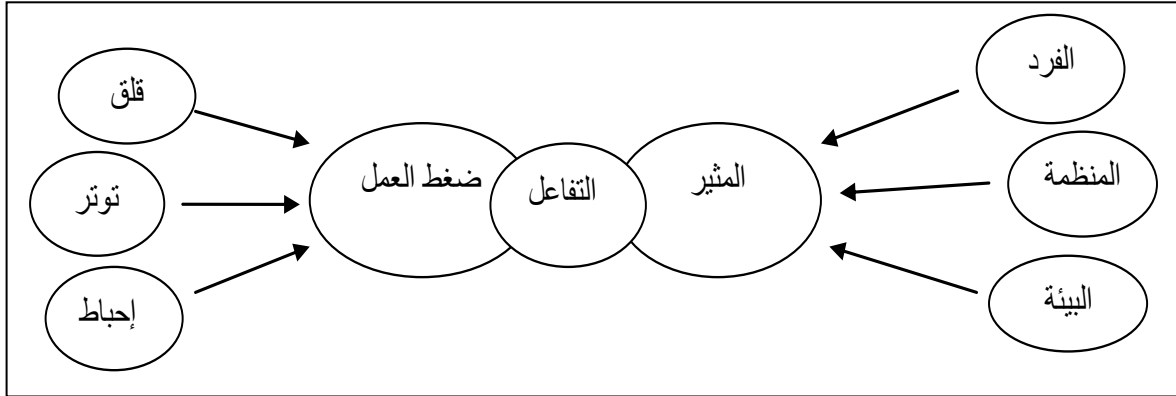 الفرد
المنظمة
البيئة
المثير
التفاعل
ضغط العمل
قلق
توتر
إحباط